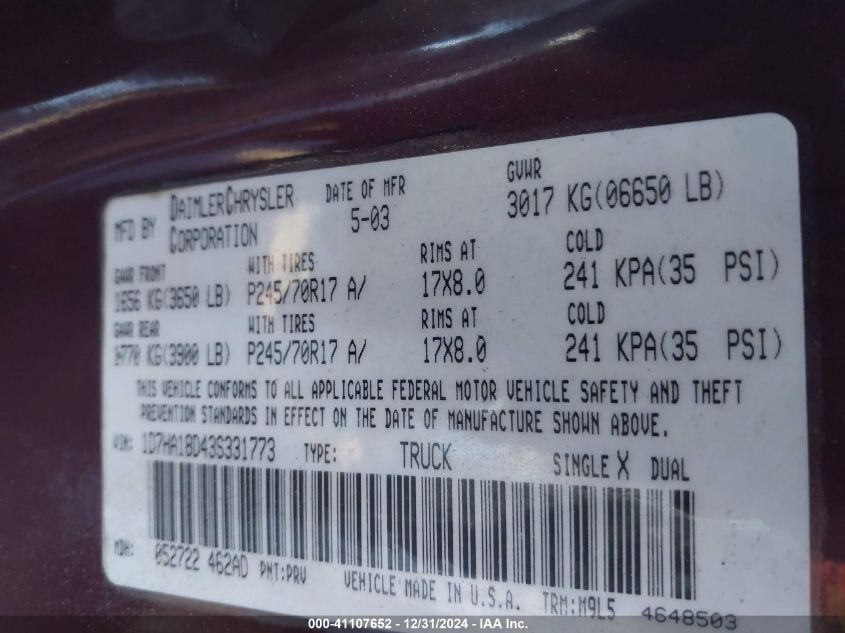 MFD BY DAIMLERCHRYSLER CORPORATION DATE OF MFR 5-03 GVWR 3017 KG(06650 LB)
GAWR FRONT WITH TIRES RIMS AT COLD
1656 KG(3650 LB) P245/70R17 A/ 17X8.0 241 KPA(35 PSI)
GAWR REAR WITH TIRES RIMS AT COLD
1770 KG(3900 LB) P245/70R17 A/ 17X8.0 241 KPA(35 PSI)
THIS VEHICLE CONFORMS TO ALL APPLICABLE FEDERAL MOTOR VEHICLE SAFETY AND THEFT
PREVENTION STANDARDS IN EFFECT ON THE DATE OF MANUFACTURE SHOWN ABOVE.
VIN: 1D7HA18D43S331773 TYPE: TRUCK SINGLE X DUAL
MDH: 052722 462AD PNT:PRV VEHICLE MADE IN U.S.A. TRM:M9L5 4648503
000-41107652 - 12/31/2024 - IAA Inc.